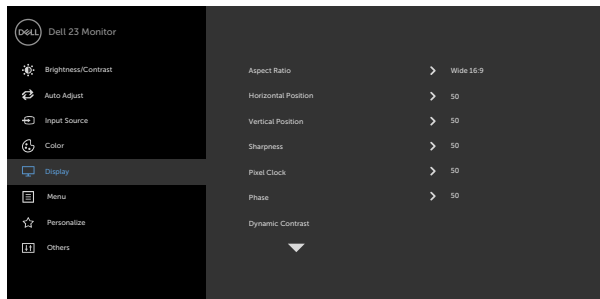 DELL Dell 23 Monitor
Brightness/Contrast
Auto Adjust
Input Source
Color
Display
Menu
Personalize
Others
Aspect Ratio Wide 16:9
Horizontal Position 50
Vertical Position 50
Sharpness 50
Pixel Clock 50
Phase 50
Dynamic Contrast